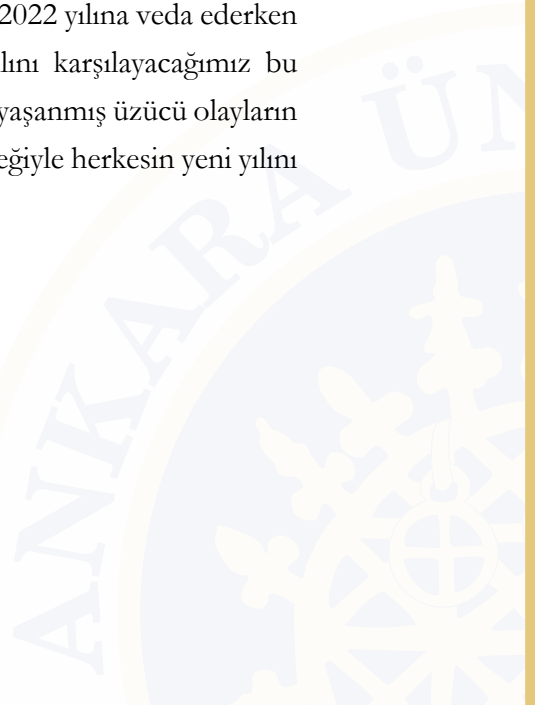 2022 yılına veda ederken
lını karşılayacağımız bu
yaşanmış üzücü olayların
eğiyle herkesin yeni yılını
ANKARA ÜN